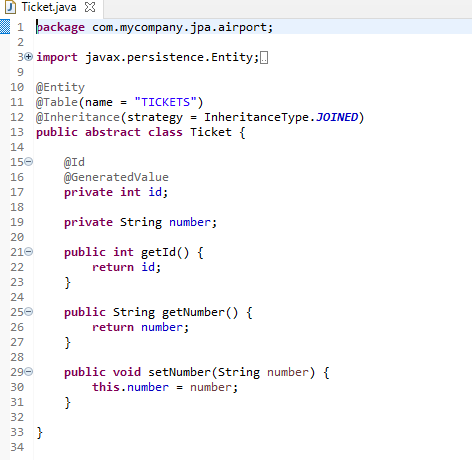 Ticket.java
1 package com.mycompany.jpa.airport;
2
3 import javax.persistence.Entity;
9
10 @Entity
11 @Table(name = "TICKETS")
12 @Inheritance(strategy = InheritanceType.JOINED)
13 public abstract class Ticket {
14
15 @Id
16 @GeneratedValue
17 private int id;
18
19 private String number;
20
21 public int getId() {
22 return id;
23 }
24
25 public String getNumber() {
26 return number;
27 }
28
29 public void setNumber(String number) {
30 this.number = number;
31 }
32
33 }
34